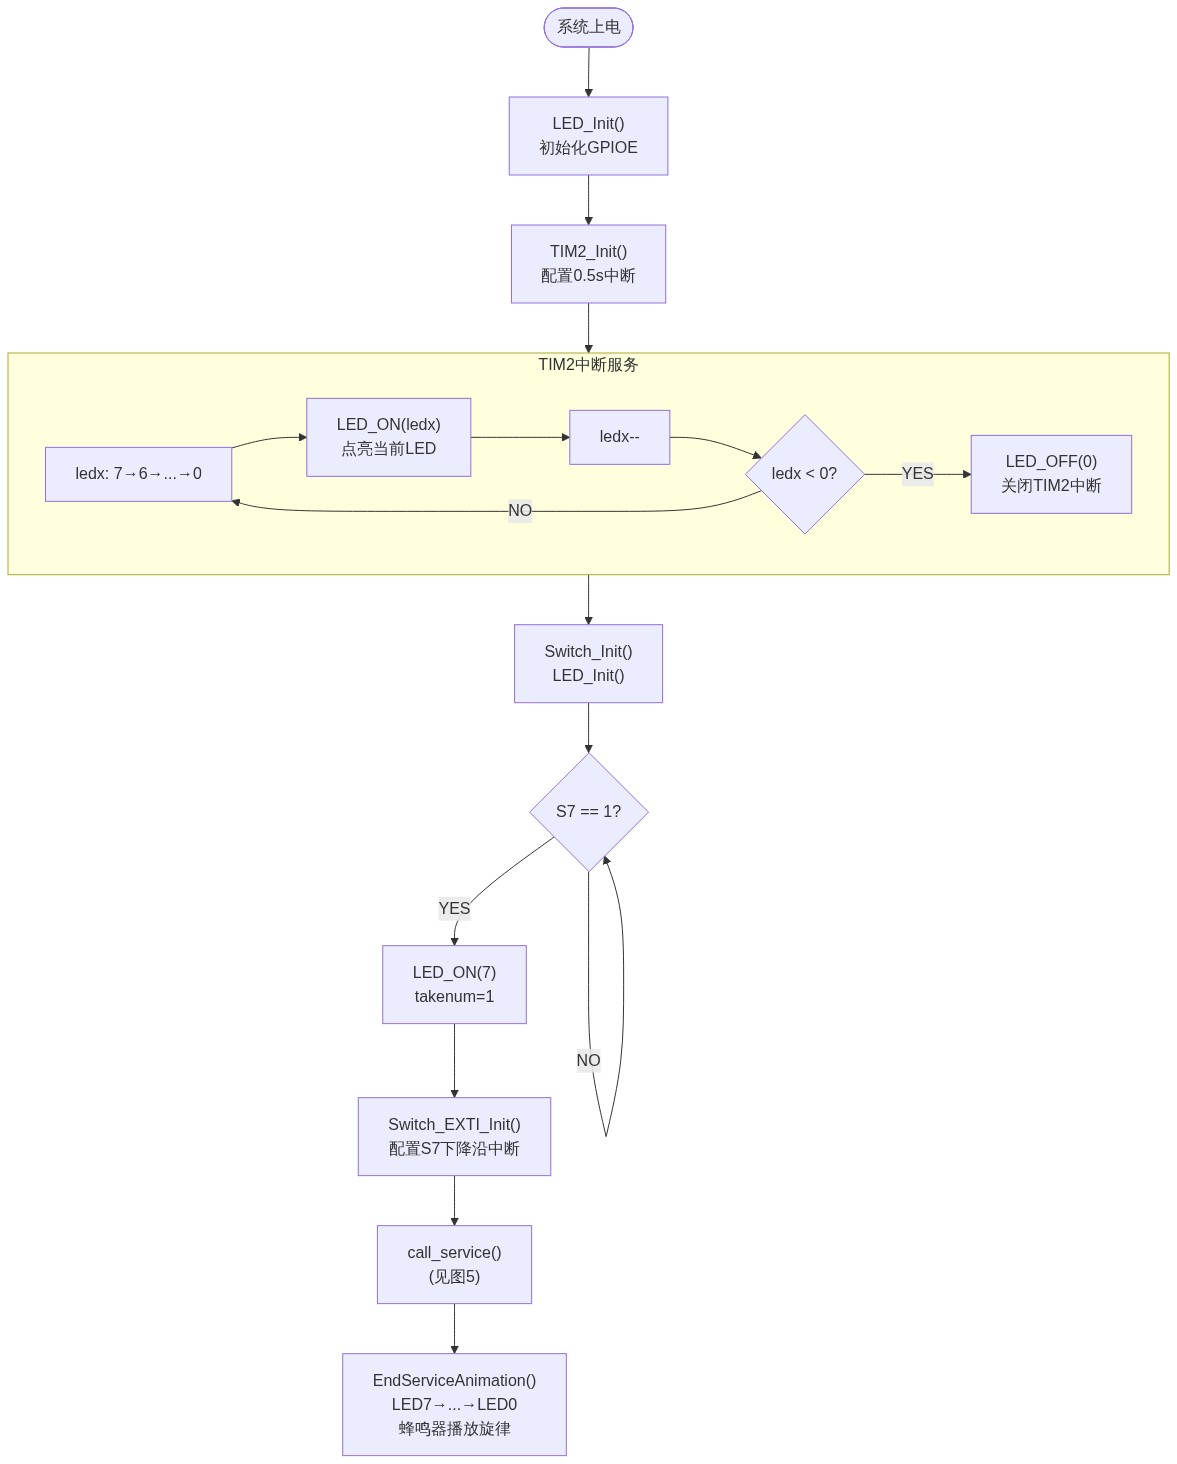 系统上电
LED_Init()
初始化GPIOE
TIM2_Init()
配置0.5s中断
TIM2中断服务
ledx: 7→6→...→0
LED_ON(ledx)
点亮当前LED
ledx--
ledx < 0?
YES
LED_OFF(0)
关闭TIM2中断
NO
Switch_Init()
LED_Init()
S7 == 1?
YES
LED_ON(7)
takenum=1
NO
Switch_EXTI_Init()
配置S7下降沿中断
call_service()
(见图5)
EndServiceAnimation()
LED7→...→LED0
蜂鸣器播放旋律